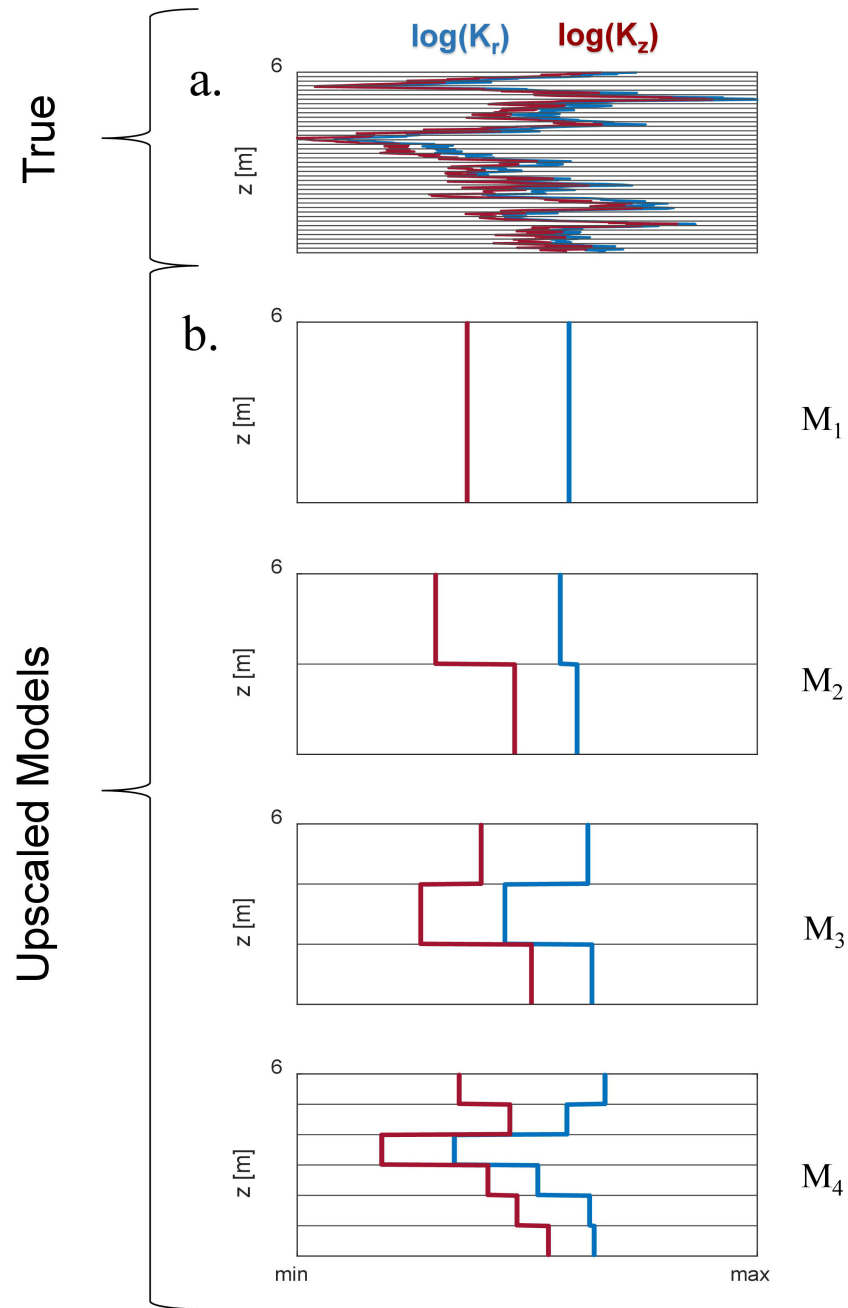 log(Kr) log(Kz)
True
a.
6
z [m]
Upscaled Models
b.
6
z [m]
M1
6
z [m]
M2
6
z [m]
M3
6
z [m]
M4
min max